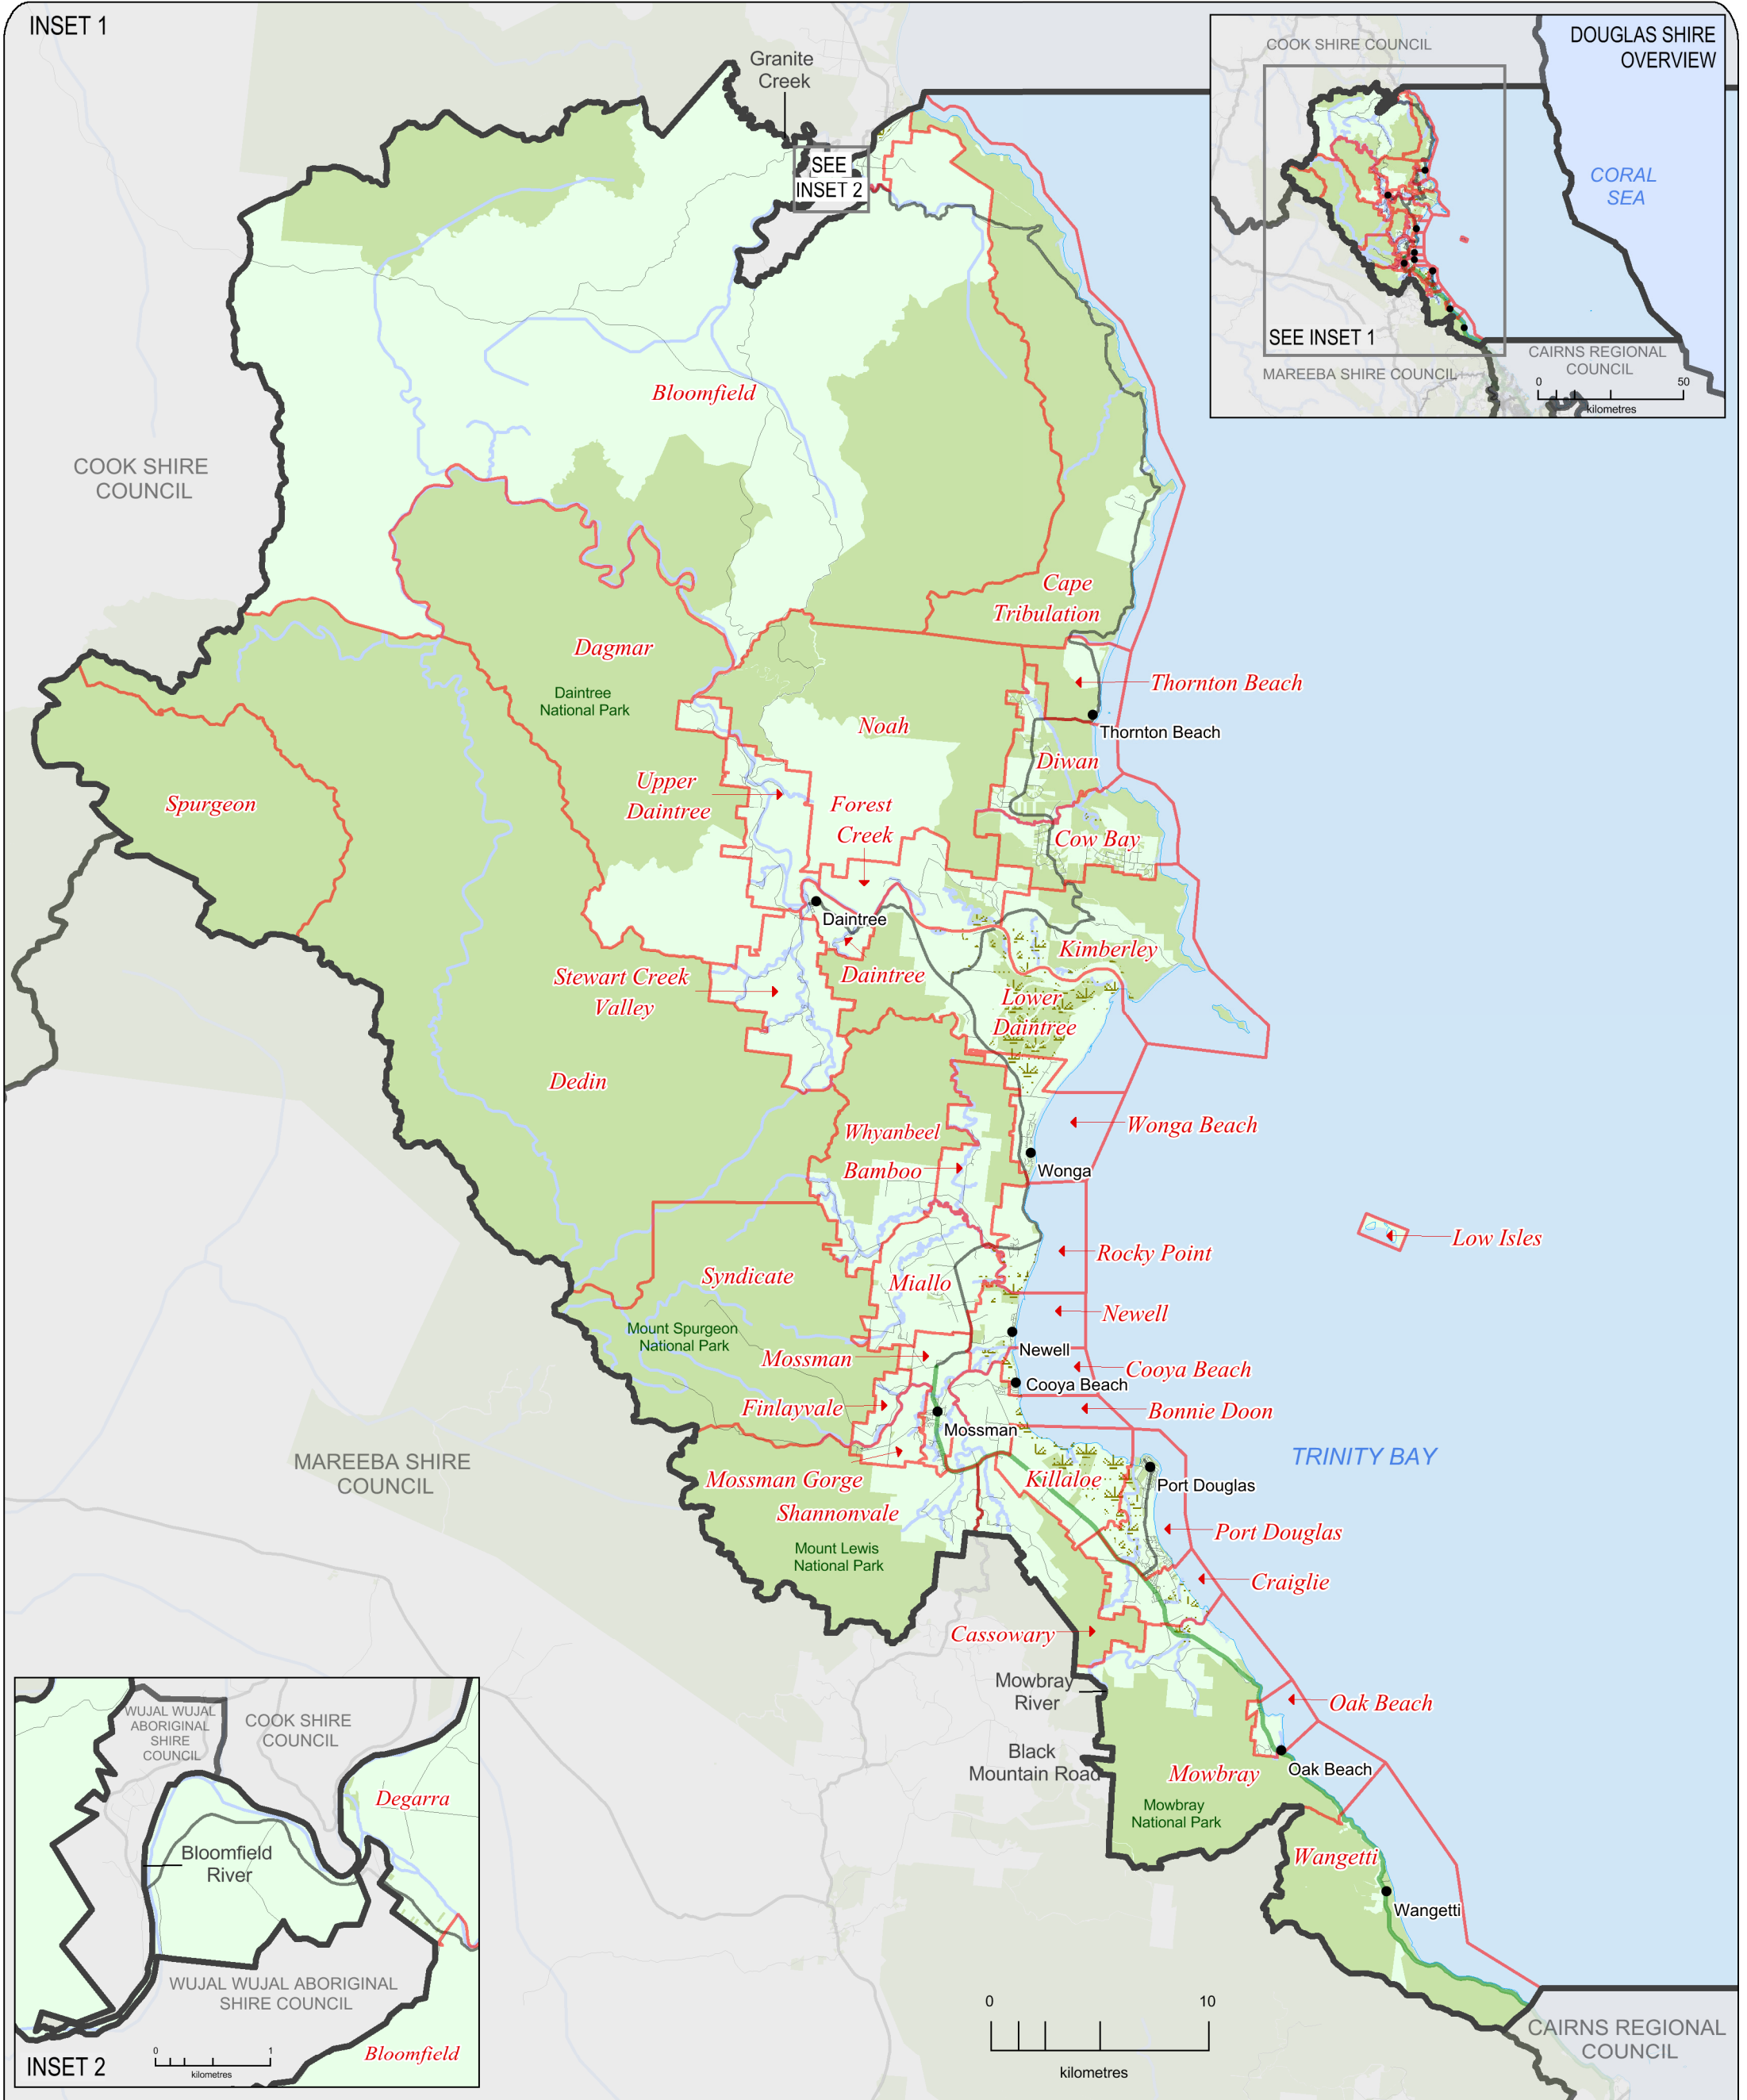 INSET 1
Granite
Creek
SEE
INSET 2
COOK SHIRE COUNCIL
DOUGLAS SHIRE
OVERVIEW
CORAL
SEA
SEE INSET 1
MAREEBA SHIRE COUNCIL
CAIRNS REGIONAL
COUNCIL
0 50
kilometres
Bloomfield
COOK SHIRE
COUNCIL
Cape
Tribulation
Dagmar
Daintree
National Park
Thornton Beach
Noah
Thornton Beach
Diwan
Upper
Daintree
Spurgeon
Forest
Creek
Cow Bay
Daintree
Kimberley
Stewart Creek
Valley
Daintree
Lower
Daintree
Dedin
Whyanbeel
Wonga Beach
Bamboo
Wonga
Low Isles
Rocky Point
Syndicate
Miallo
Newell
Mount Spurgeon
National Park
Newell
Mossman
Cooya Beach
Cooya Beach
Finlayvale
Bonnie Doon
Mossman
TRINITY BAY
MAREEBA SHIRE
COUNCIL
Mossman Gorge
Killaloe
Port Douglas
Shannonvale
Port Douglas
Mount Lewis
National Park
Craiglie
Cassowary
Mowbray
River
Oak Beach
Black
Mountain Road
Oak Beach
Mowbray
Mowbray
National Park
Wangetti
Wangetti
WUJAL WUJAL
ABORIGINAL
SHIRE
COUNCIL
COOK SHIRE
COUNCIL
Degarra
Bloomfield
River
WUJAL WUJAL ABORIGINAL
SHIRE COUNCIL
Bloomfield
INSET 2
0 1
kilometres
0 10
kilometres
CAIRNS REGIONAL
COUNCIL